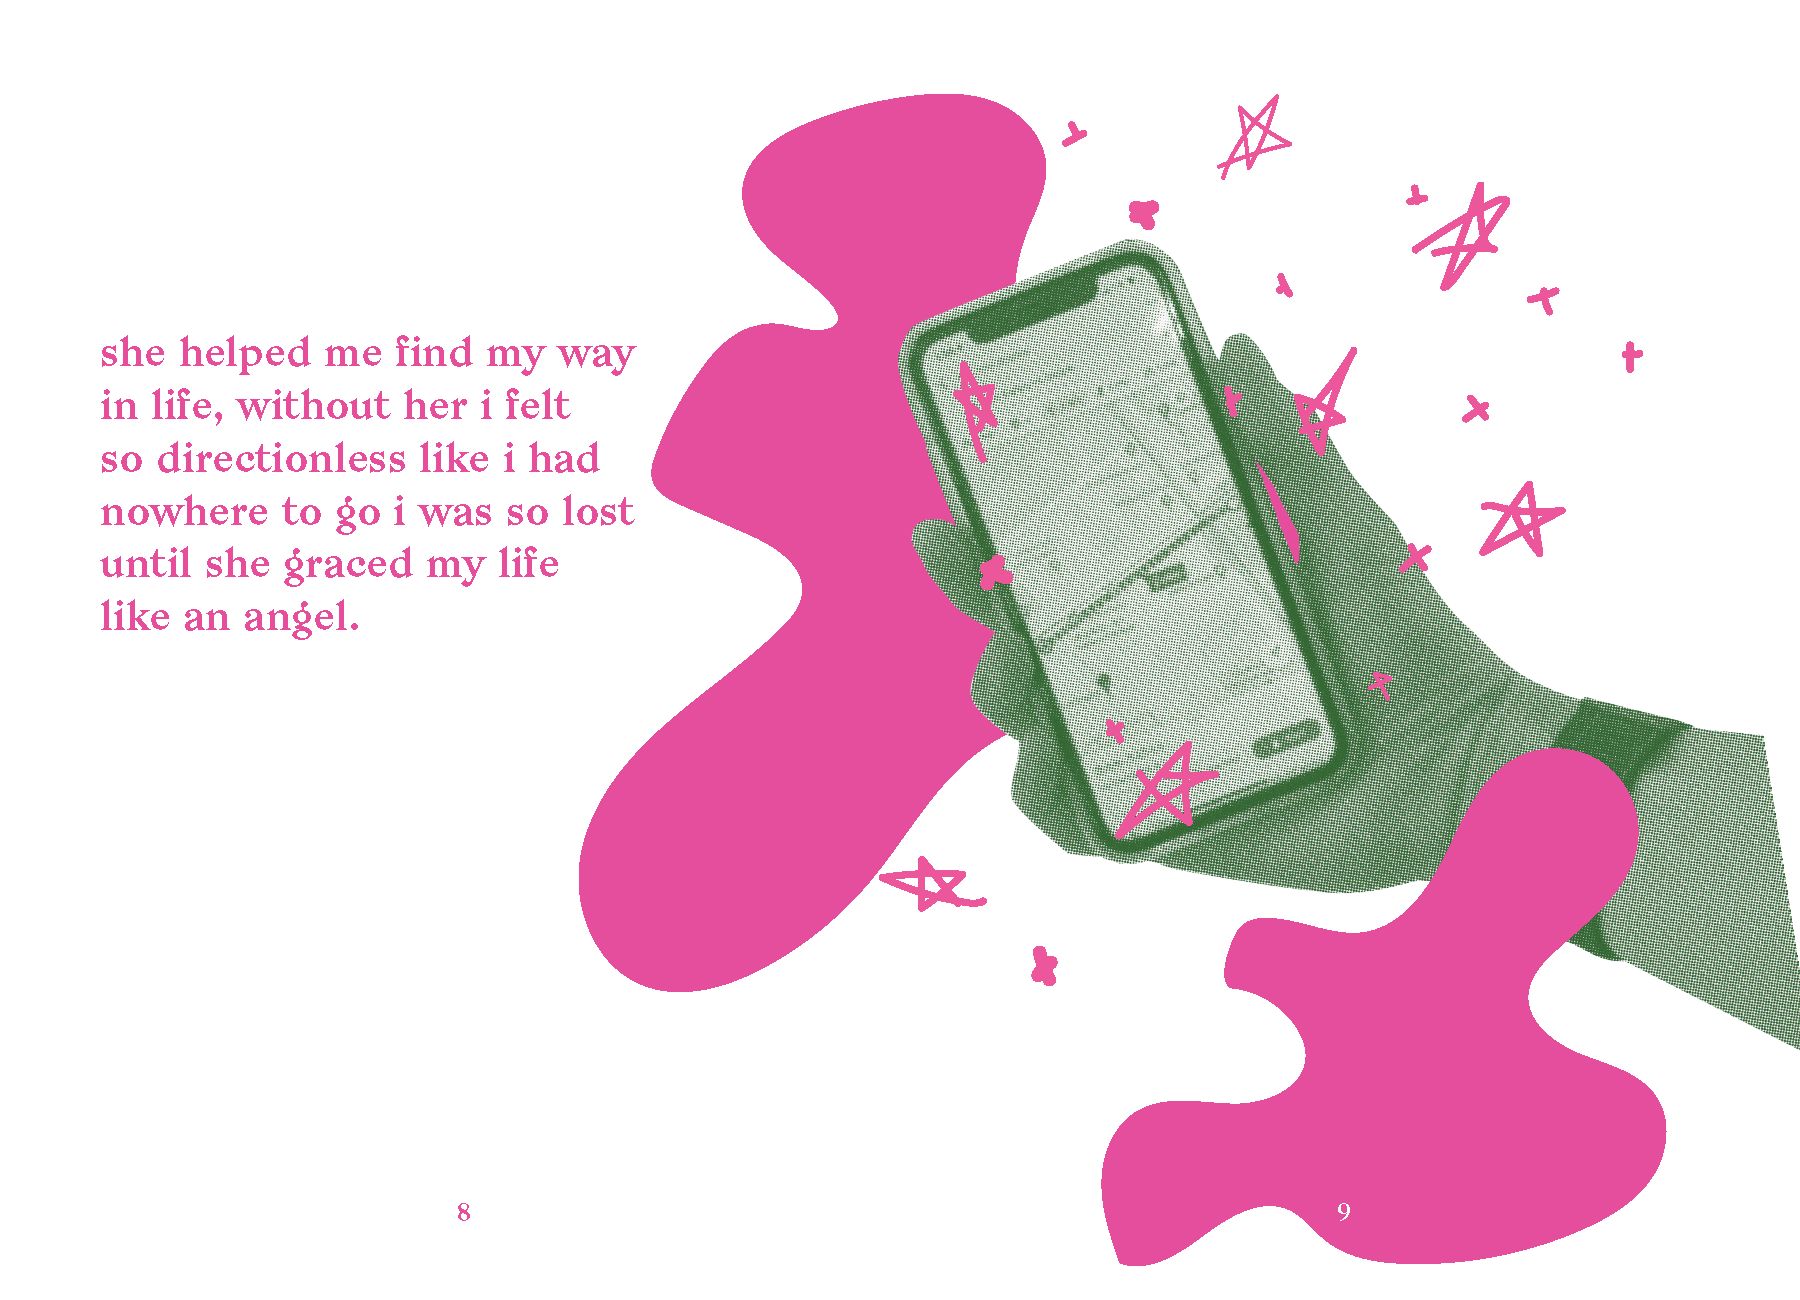 she helped me find my way
in life, without her i felt
so directionless like i had
nowhere to go i was so lost
until she graced my life
like an angel.
8
9